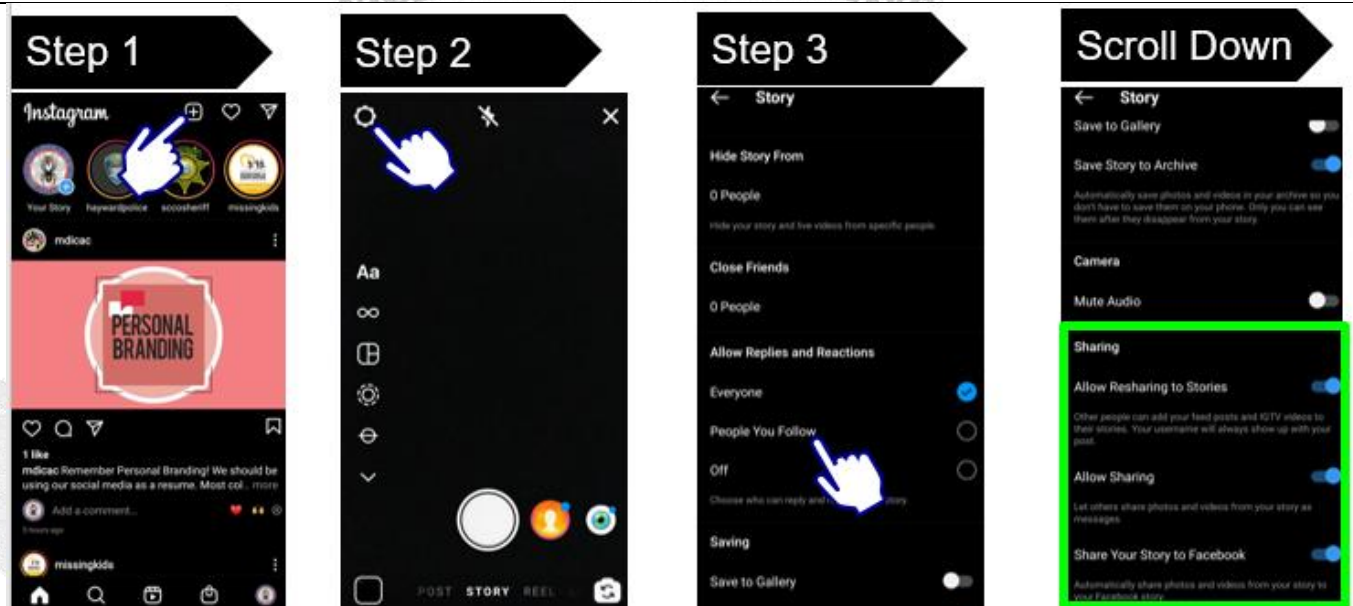 Step 1
Instagram
Your Story haywardpolice sccosheriff missingkids
mdicac
PERSONAL
BRANDING
1 like
mdicac Remember Personal Branding! We should be
using our social media as a resume. Most col... more
Add a comment...
5 hours ago
missingkids
Step 2
Aa
POST STORY REEL
Step 3
Story
Hide Story From
0 People
Hide your story and live videos from specific people.
Close Friends
0 People
Allow Replies and Reactions
Everyone
People You Follow
Off
Choose who can reply and story.
Saving
Save to Gallery
Scroll Down
Story
Save to Gallery
Save Story to Archive
Automatically save photos and videos in your archive so you
don't have to save them on your phone. Only you can see
them after they disappear from your story.
Camera
Mute Audio
Sharing
Allow Resharing to Stories
Other people can add your feed posts and IGTV videos to
their stories. Your username will always show up with your
post.
Allow Sharing
Let others share photos and videos from your story as
messages.
Share Your Story to Facebook
Automatically share photos and videos from your story to
your Facebook story.